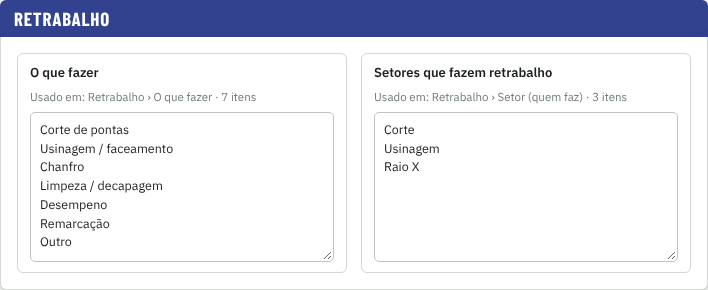 RETRABALHO
O que fazer
Usado em: Retrabalho › O que fazer · 7 itens
Corte de pontas
Usinagem / faceamento
Chanfro
Limpeza / decapagem
Desempeno
Remarcação
Outro
Setores que fazem retrabalho
Usado em: Retrabalho › Setor (quem faz) · 3 itens
Corte
Usinagem
Raio X